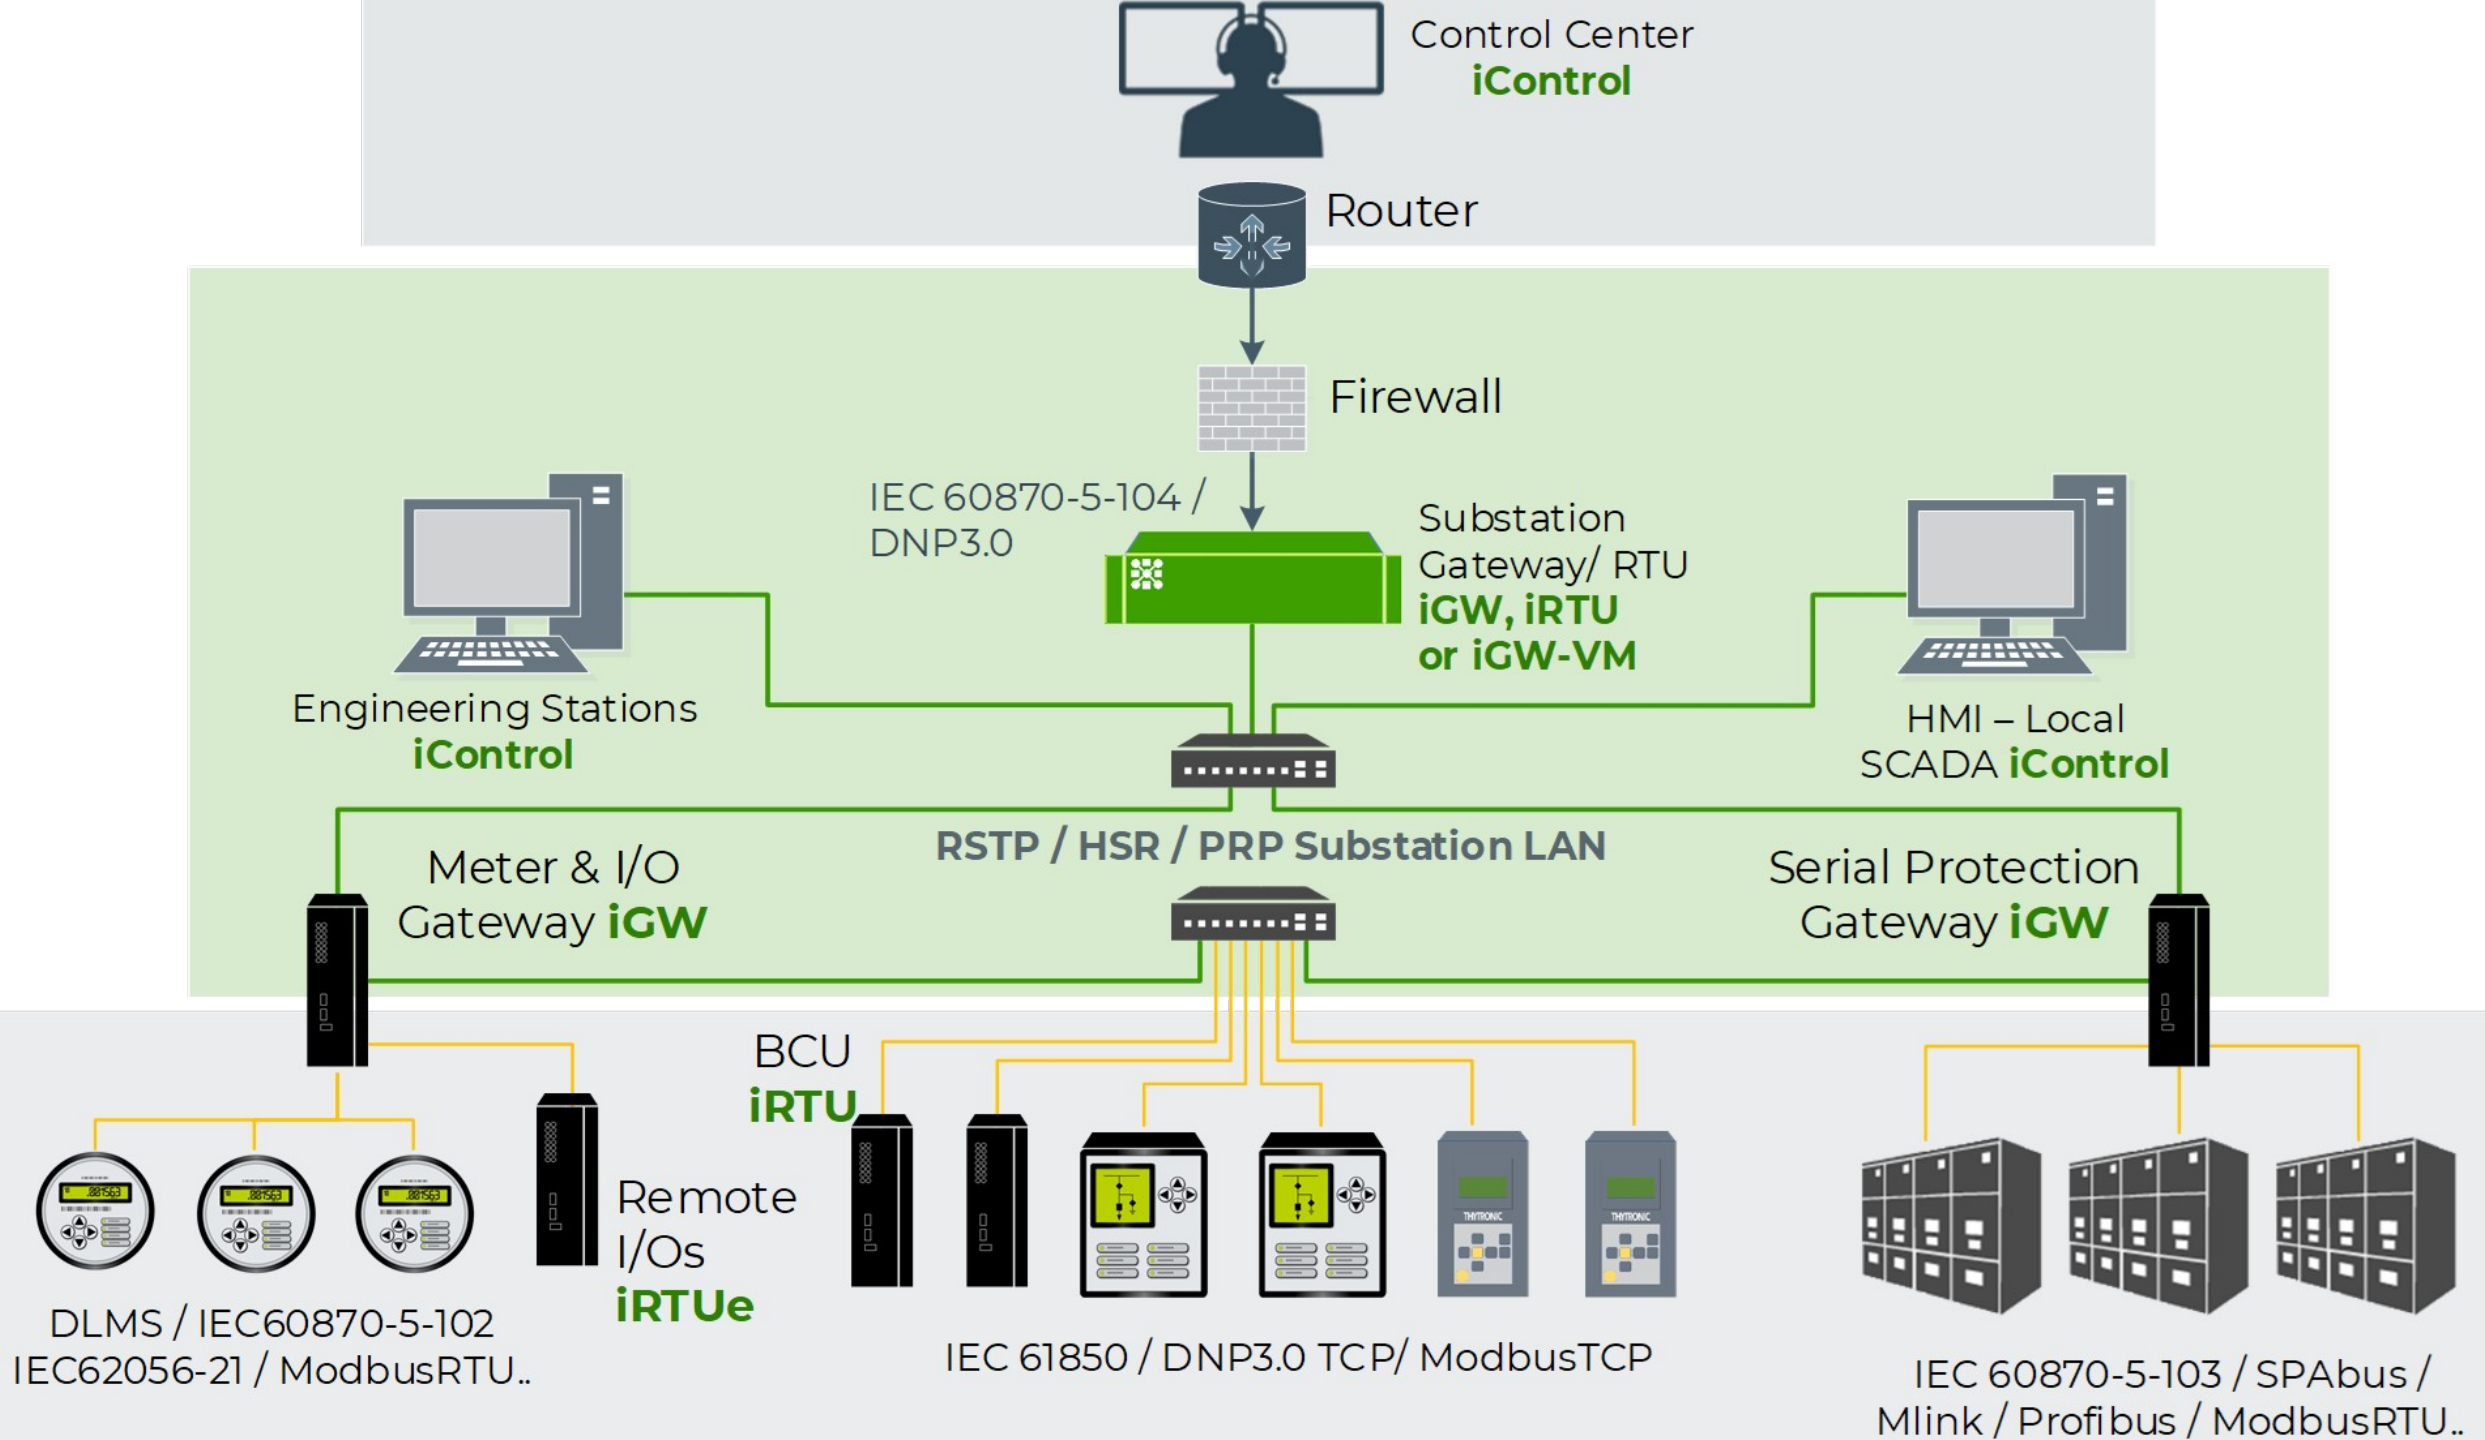 Control Center
iControl
Router
Firewall
IEC 60870-5-104 /
DNP3.0
Substation
Gateway/ RTU
iGW, iRTU
or iGW-VM
Engineering Stations
iControl
HMI – Local
SCADA iControl
RSTP / HSR / PRP Substation LAN
Meter & I/O
Gateway iGW
Serial Protection
Gateway iGW
BCU
iRTU
Remote
I/Os
iRTUe
THYTRONIC
THYTRONIC
DLMS / IEC60870-5-102
IEC62056-21 / ModbusRTU..
IEC 61850 / DNP3.0 TCP/ ModbusTCP
IEC 60870-5-103 / SPAbus /
Mlink / Profibus / ModbusRTU..